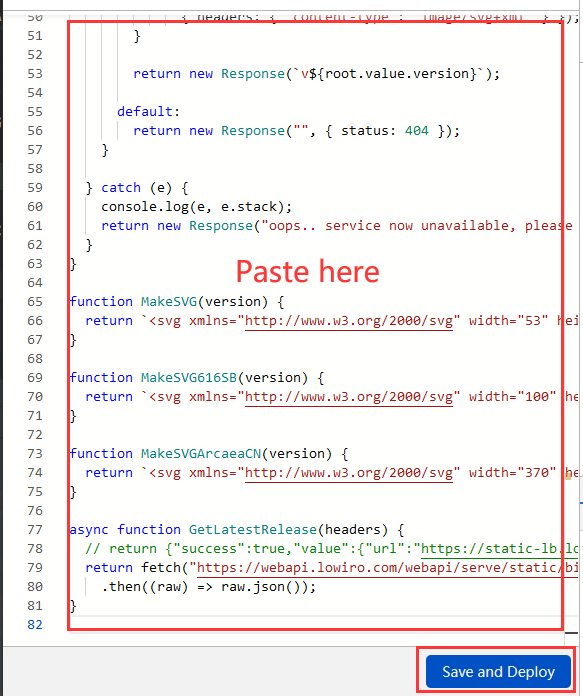 50 { headers: { "content-type": "image/svg+xml" } });
51 }
52
53 return new Response(`v${root.value.version}`);
54
55 default:
56 return new Response("", { status: 404 });
57 }
58
59 } catch (e) {
60 console.log(e, e.stack);
61 return new Response("oops.. service now unavailable, please
62 }
63 }
Paste here
64
65 function MakeSVG(version) {
66 return `<svg xmlns="http://www.w3.org/2000/svg" width="53" hei
67 }
68
69 function MakeSVG616SB(version) {
70 return `<svg xmlns="http://www.w3.org/2000/svg" width="100" he
71 }
72
73 function MakeSVGArcaeaCN(version) {
74 return `<svg xmlns="http://www.w3.org/2000/svg" width="370" he
75 }
76
77 async function GetLatestRelease(headers) {
78 // return {"success":true,"value":{"url":"https://static-lb.lo
79 return fetch("https://webapi.lowiro.com/webapi/serve/static/bi
80 .then((raw) => raw.json());
81 }
82
Save and Deploy